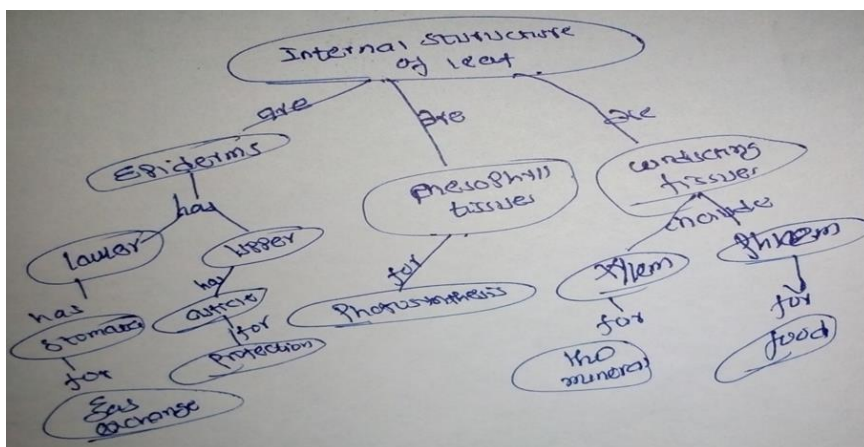 Internal structure
of leaf
are
are
are
Epiderms
mesophyll
tissues
conducting
tissues
has
include
lower
upper
for
xylem
phloem
has
has
cuticle
photosynthesis
for
for
stomata
for
protection
H2O
mineral
food
for
Gas
exchange